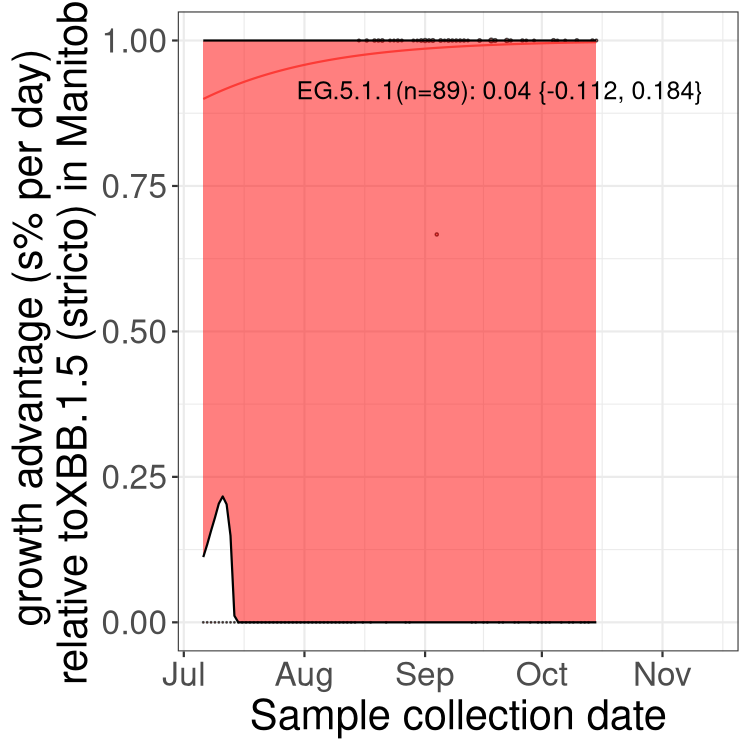 growth advantage (s% per day)
relative toXBB.1.5 (stricto) in Manitob
1.00
0.75
0.50
0.25
0.00
EG.5.1.1(n=89): 0.04 {-0.112, 0.184}
Jul Aug Sep Oct Nov
Sample collection date